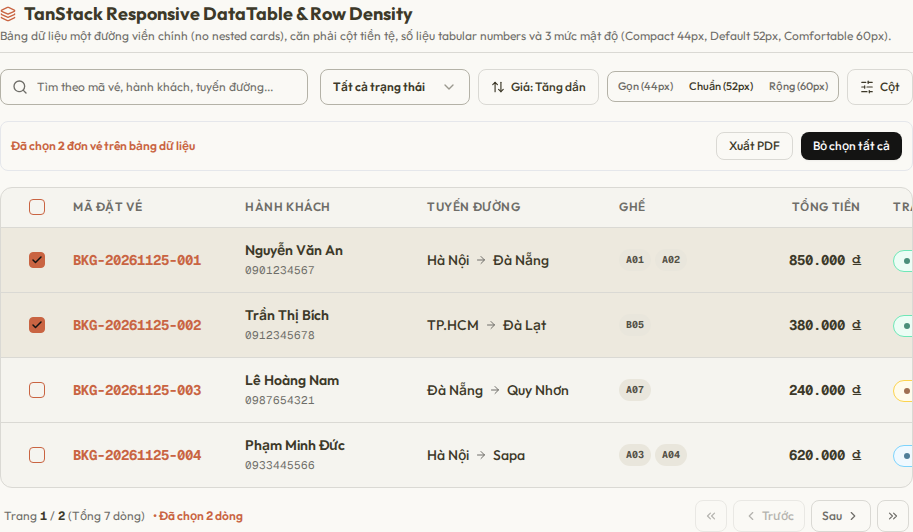 TanStack Responsive DataTable & Row Density
Bảng dữ liệu một đường viền chính (no nested cards), căn phải cột tiền tệ, số liệu tabular numbers và 3 mức mật độ (Compact 44px, Default 52px, Comfortable 60px).
Tìm theo mã vé, hành khách, tuyến đường... Tất cả trạng thái Giá: Tăng dần Gọn (44px) Chuẩn (52px) Rộng (60px) Cột
Đã chọn 2 đơn vé trên bảng dữ liệu Xuất PDF Bỏ chọn tất cả
MÃ ĐẶT VÉ HÀNH KHÁCH TUYẾN ĐƯỜNG GHẾ TỔNG TIỀN
Nguyễn Văn An
BKG-20261125-001 Hà Nội → Đà Nẵng A01 A02 850.000 ₫
0901234567
Trần Thị Bích
BKG-20261125-002 TP.HCM → Đà Lạt B05 380.000 ₫
0912345678
Lê Hoàng Nam
BKG-20261125-003 Đà Nẵng → Quy Nhơn A07 240.000 ₫
0987654321
Phạm Minh Đức
BKG-20261125-004 Hà Nội → Sapa A03 A04 620.000 ₫
0933445566
Trang 1 / 2 (Tổng 7 dòng) • Đã chọn 2 dòng « ‹ Trước Sau › »